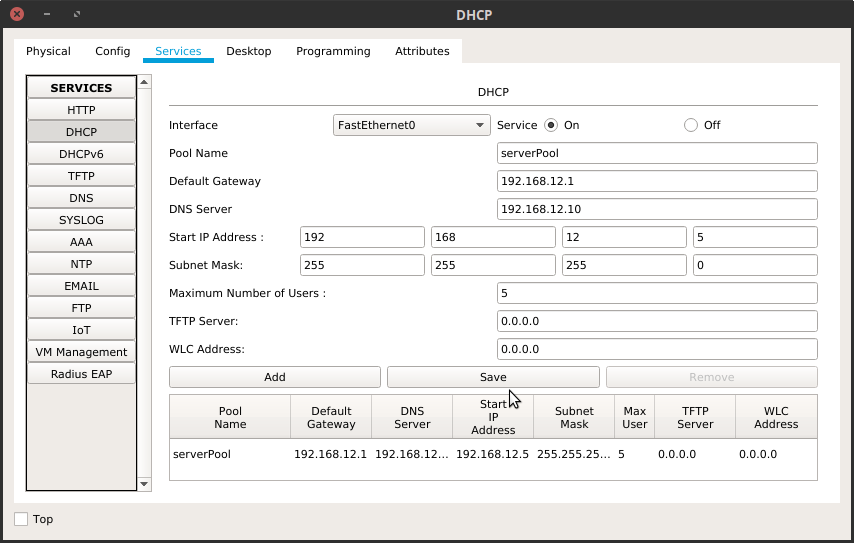 DHCP
Physical Config Services Desktop Programming Attributes
SERVICES
HTTP
DHCP
DHCPv6
TFTP
DNS
SYSLOG
AAA
NTP
EMAIL
FTP
IoT
VM Management
Radius EAP
DHCP
Interface FastEthernet0 Service On Off
Pool Name serverPool
Default Gateway 192.168.12.1
DNS Server 192.168.12.10
Start IP Address : 192 168 12 5
Subnet Mask: 255 255 255 0
Maximum Number of Users : 5
TFTP Server: 0.0.0.0
WLC Address: 0.0.0.0
Add Save Remove
Pool Name Default Gateway DNS Server Start IP Address Subnet Mask Max User TFTP Server WLC Address
serverPool 192.168.12.1 192.168.12... 192.168.12.5 255.255.25... 5 0.0.0.0 0.0.0.0
Top